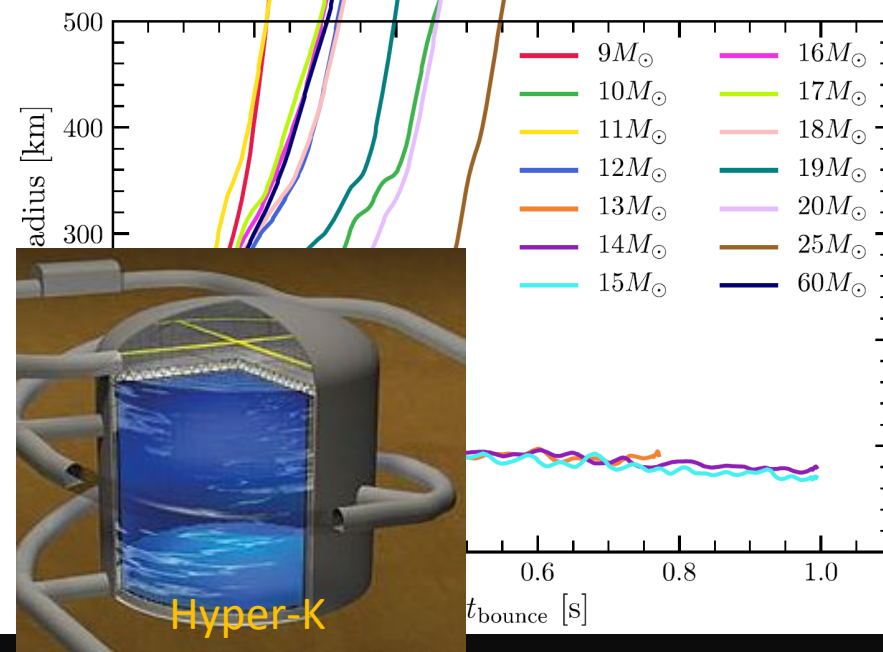 500
400
300
adius [km]
9M⊙
10M⊙
11M⊙
12M⊙
13M⊙
14M⊙
15M⊙
16M⊙
17M⊙
18M⊙
19M⊙
20M⊙
25M⊙
60M⊙
0.6 0.8 1.0
t_bounce [s]
Hyper-K